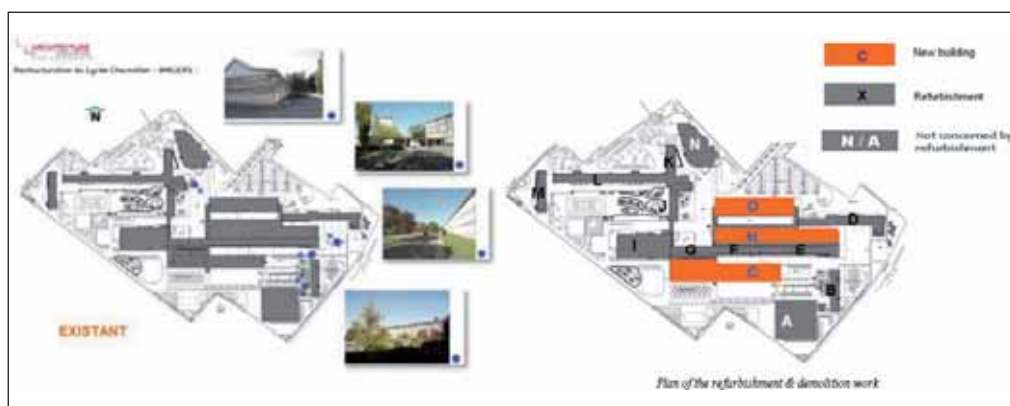 ARCHITECTURE
Restructuration du Lycée Chevrollier - ANGERS
N
EXISTANT
C
New building
X
Refurbishment
N / A
Not concerned by
refurbishment
N
K
L
M
J
O
D
H
I
G
F
E
C
B
A
Plan of the refurbishment & demolition work